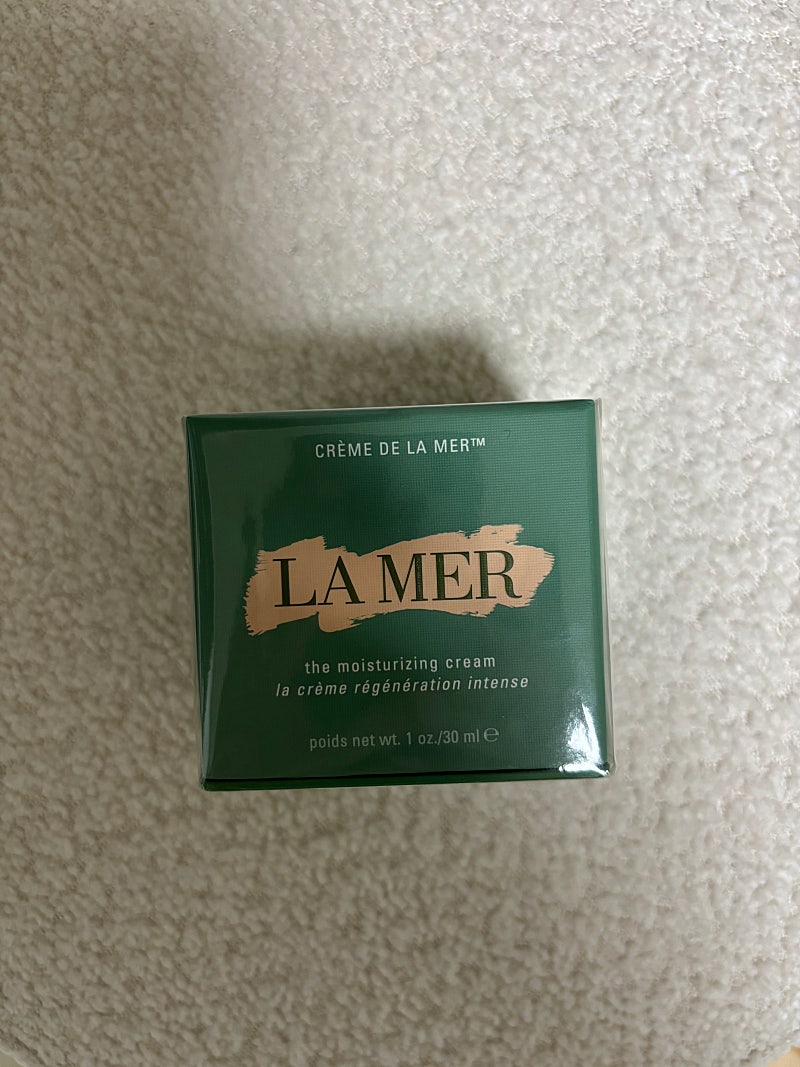 CRÈME DE LA MER™
LA MER
the moisturizing cream
la crème régénération intense
poids net wt. 1 oz./30 ml ℮